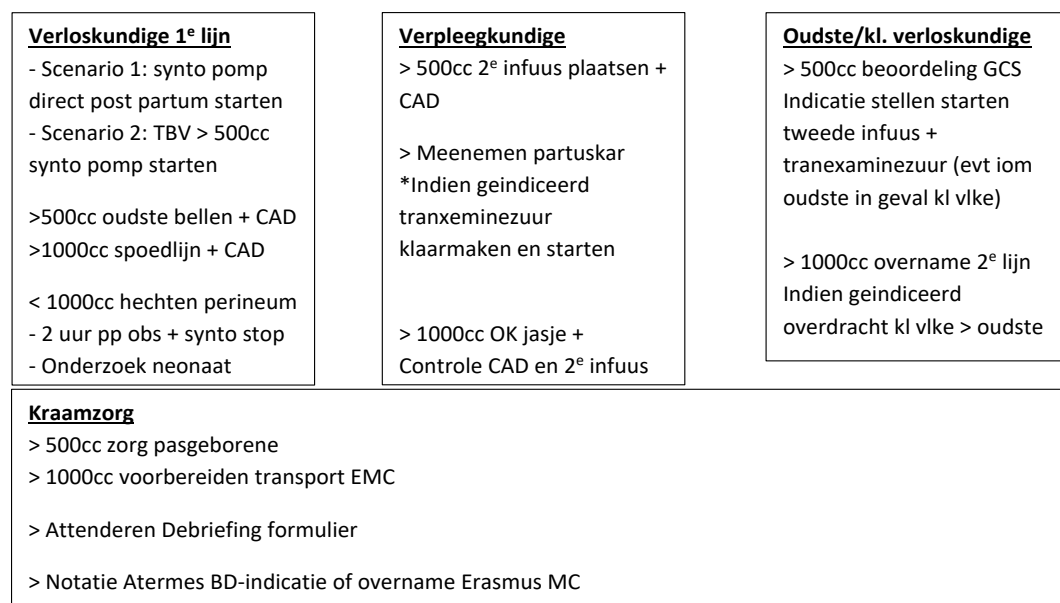 Verloskundige 1e lijn
- Scenario 1: synto pomp
direct post partum starten
- Scenario 2: TBV > 500cc
synto pomp starten
>500cc oudste bellen + CAD
>1000cc spoedlijn + CAD
< 1000cc hechten perineum
- 2 uur pp obs + synto stop
- Onderzoek neonaat
Verpleegkundige
> 500cc 2e infuus plaatsen +
CAD
> Meenemen partuskar
*Indien geindiceerd
tranxeminezuur
klaarmaken en starten
> 1000cc OK jasje +
Controle CAD en 2e infuus
Oudste/kl. verloskundige
> 500cc beoordeling GCS
Indicatie stellen starten
tweede infuus +
tranexaminezuur (evt iom
oudste in geval kl vlke)
> 1000cc overname 2e lijn
Indien geindiceerd
overdracht kl vlke > oudste
Kraamzorg
> 500cc zorg pasgeborene
> 1000cc voorbereiden transport EMC
> Attenderen Debriefing formulier
> Notatie Atermes BD-indicatie of overname Erasmus MC